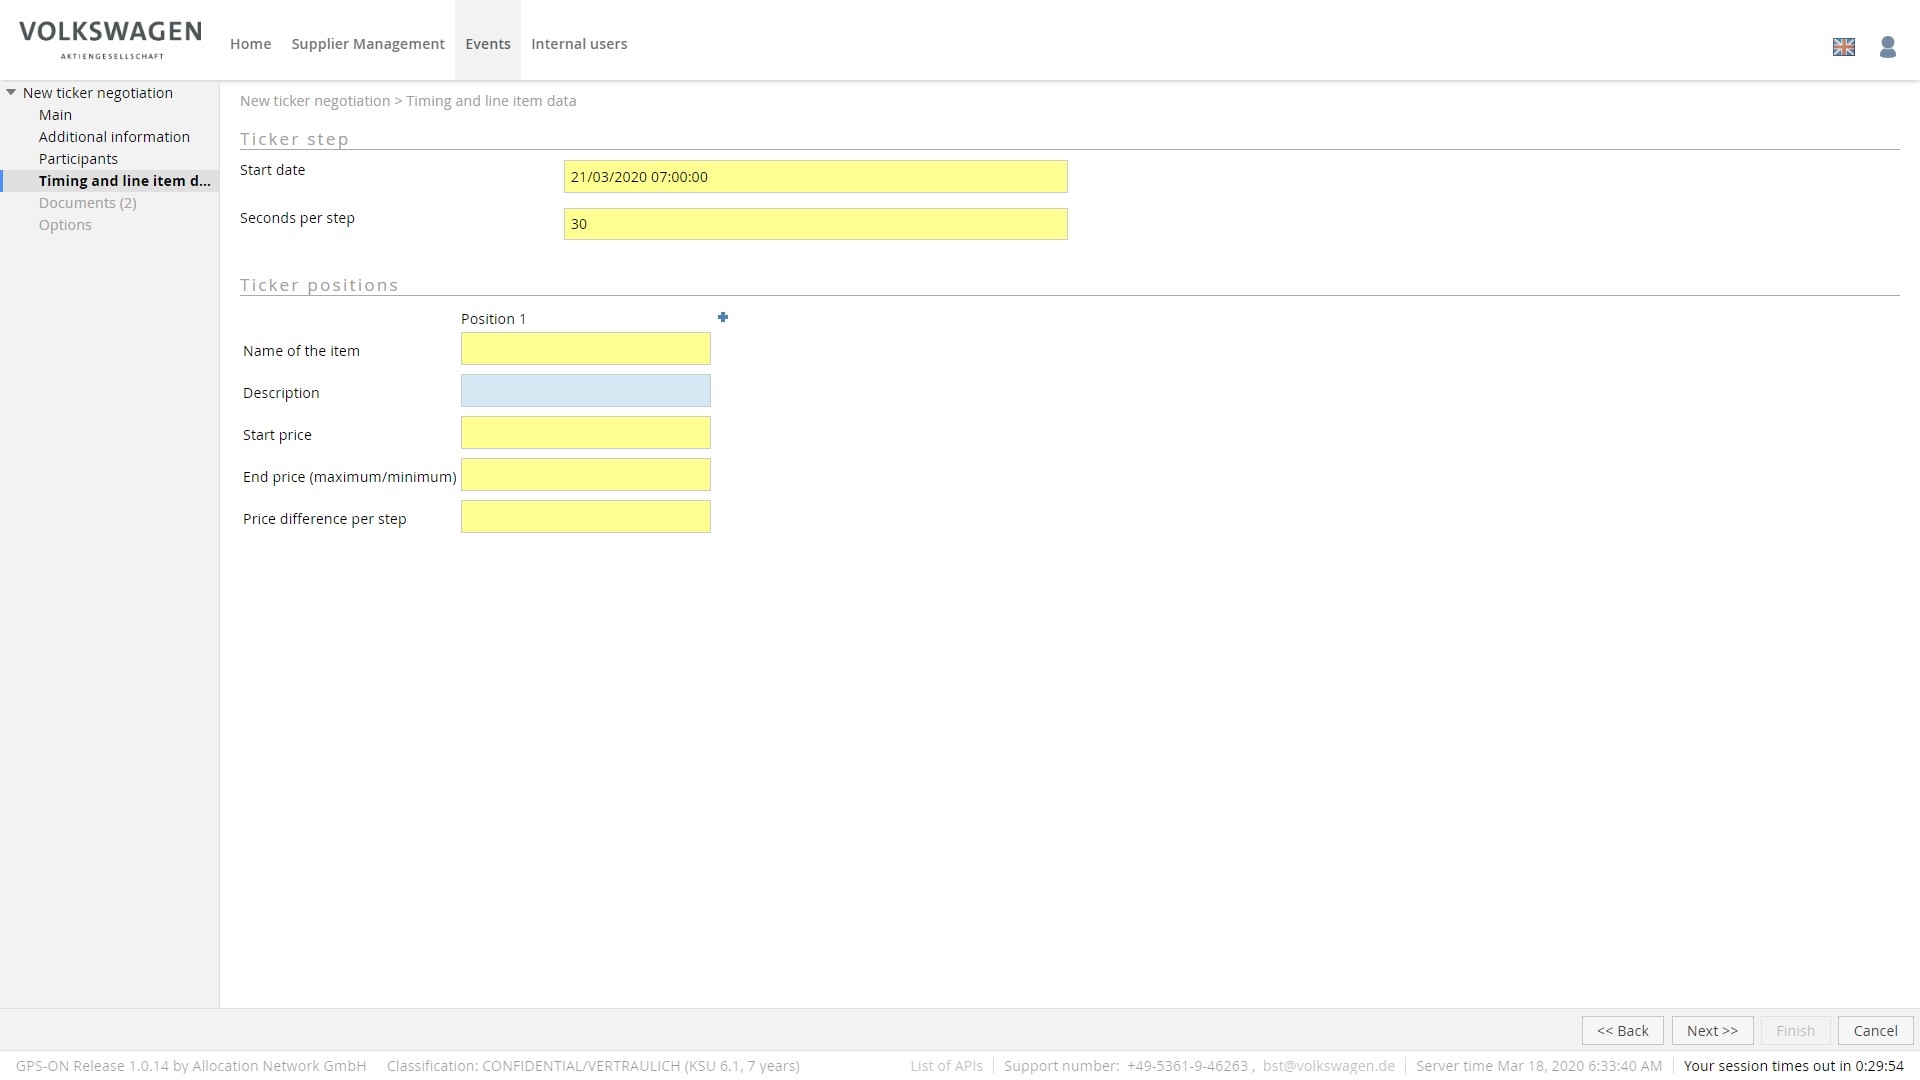 VOLKSWAGEN
AKTIENGESELLSCHAFT
Home Supplier Management Events Internal users
New ticker negotiation
Main
Additional information
Participants
Timing and line item d...
Documents (2)
Options
New ticker negotiation > Timing and line item data
Ticker step
Start date 21/03/2020 07:00:00
Seconds per step 30
Ticker positions
Position 1
Name of the item
Description
Start price
End price (maximum/minimum)
Price difference per step
<< Back Next >> Finish Cancel
GPS-ON Release 1.0.14 by Allocation Network GmbH Classification: CONFIDENTIAL/VERTRAULICH (KSU 6.1, 7 years) List of APIs Support number: +49-5361-9-46263 , bst@volkswagen.de Server time Mar 18, 2020 6:33:40 AM Your session times out in 0:29:54